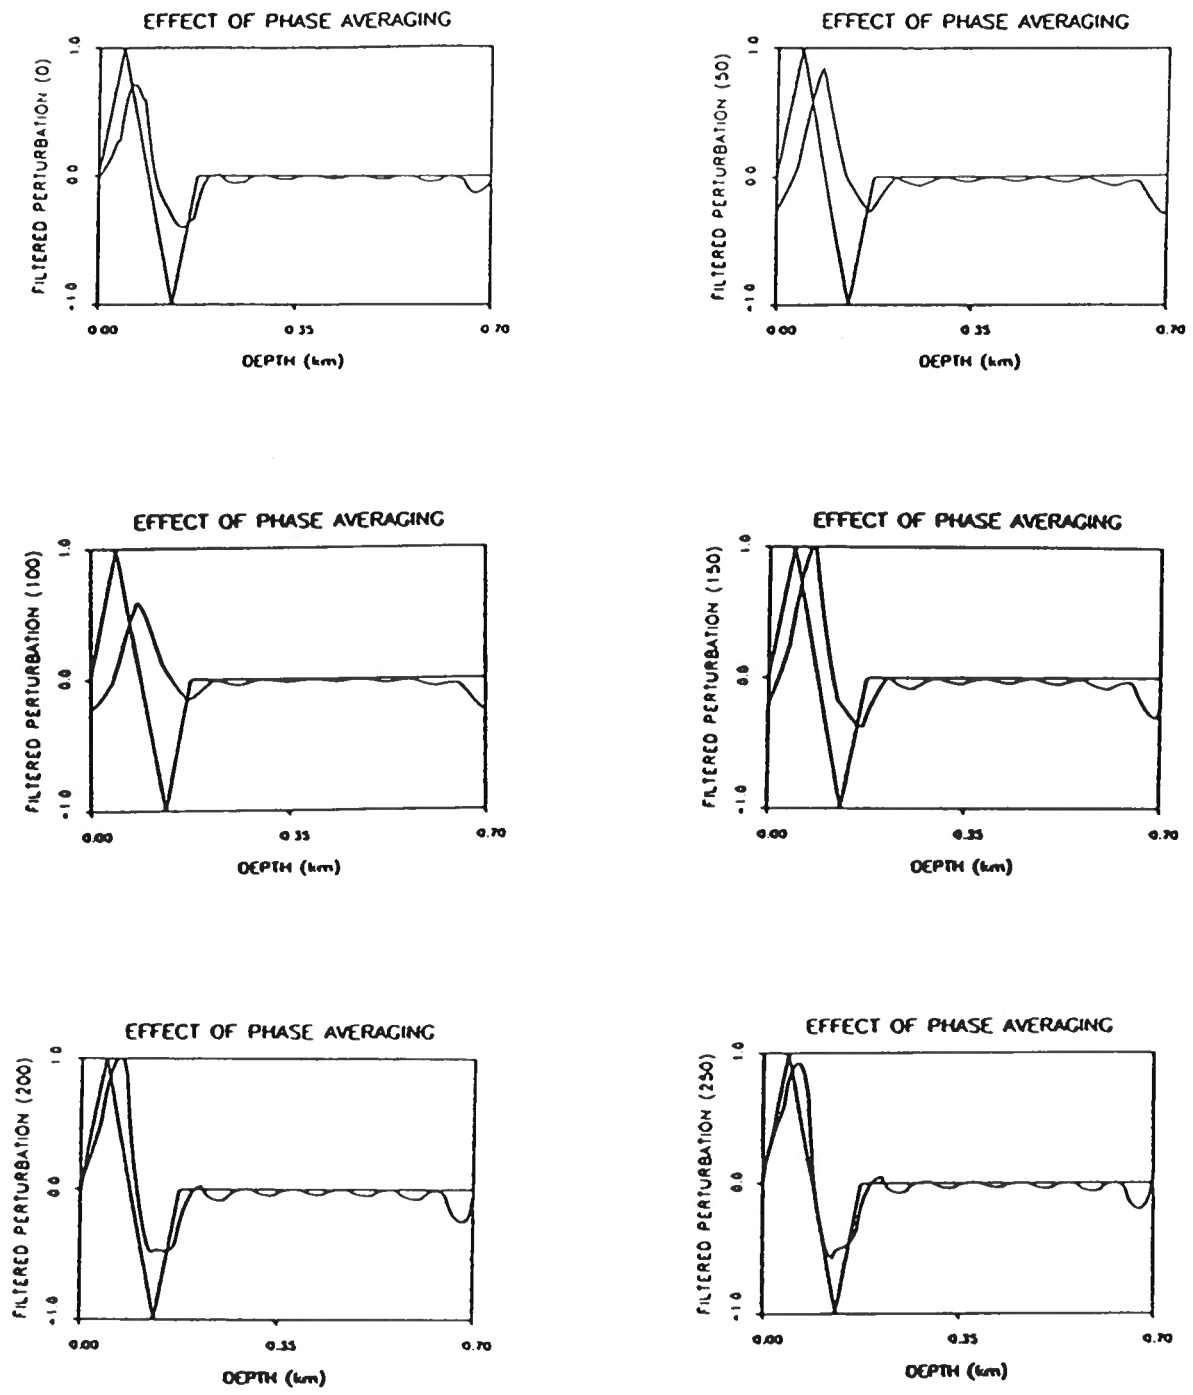 EFFECT OF PHASE AVERAGING
FILTERED PERTURBATION (0)
1.0
0.0
-1.0
0.00
0.35
0.70
DEPTH (km)
EFFECT OF PHASE AVERAGING
FILTERED PERTURBATION (50)
1.0
0.0
-1.0
0.00
0.35
0.70
DEPTH (km)
EFFECT OF PHASE AVERAGING
FILTERED PERTURBATION (100)
1.0
0.0
-1.0
0.00
0.35
0.70
DEPTH (km)
EFFECT OF PHASE AVERAGING
FILTERED PERTURBATION (150)
1.0
0.0
-1.0
0.00
0.35
0.70
DEPTH (km)
EFFECT OF PHASE AVERAGING
FILTERED PERTURBATION (200)
1.0
0.0
-1.0
0.00
0.35
0.70
DEPTH (km)
EFFECT OF PHASE AVERAGING
FILTERED PERTURBATION (250)
1.0
0.0
-1.0
0.00
0.35
0.70
DEPTH (km)